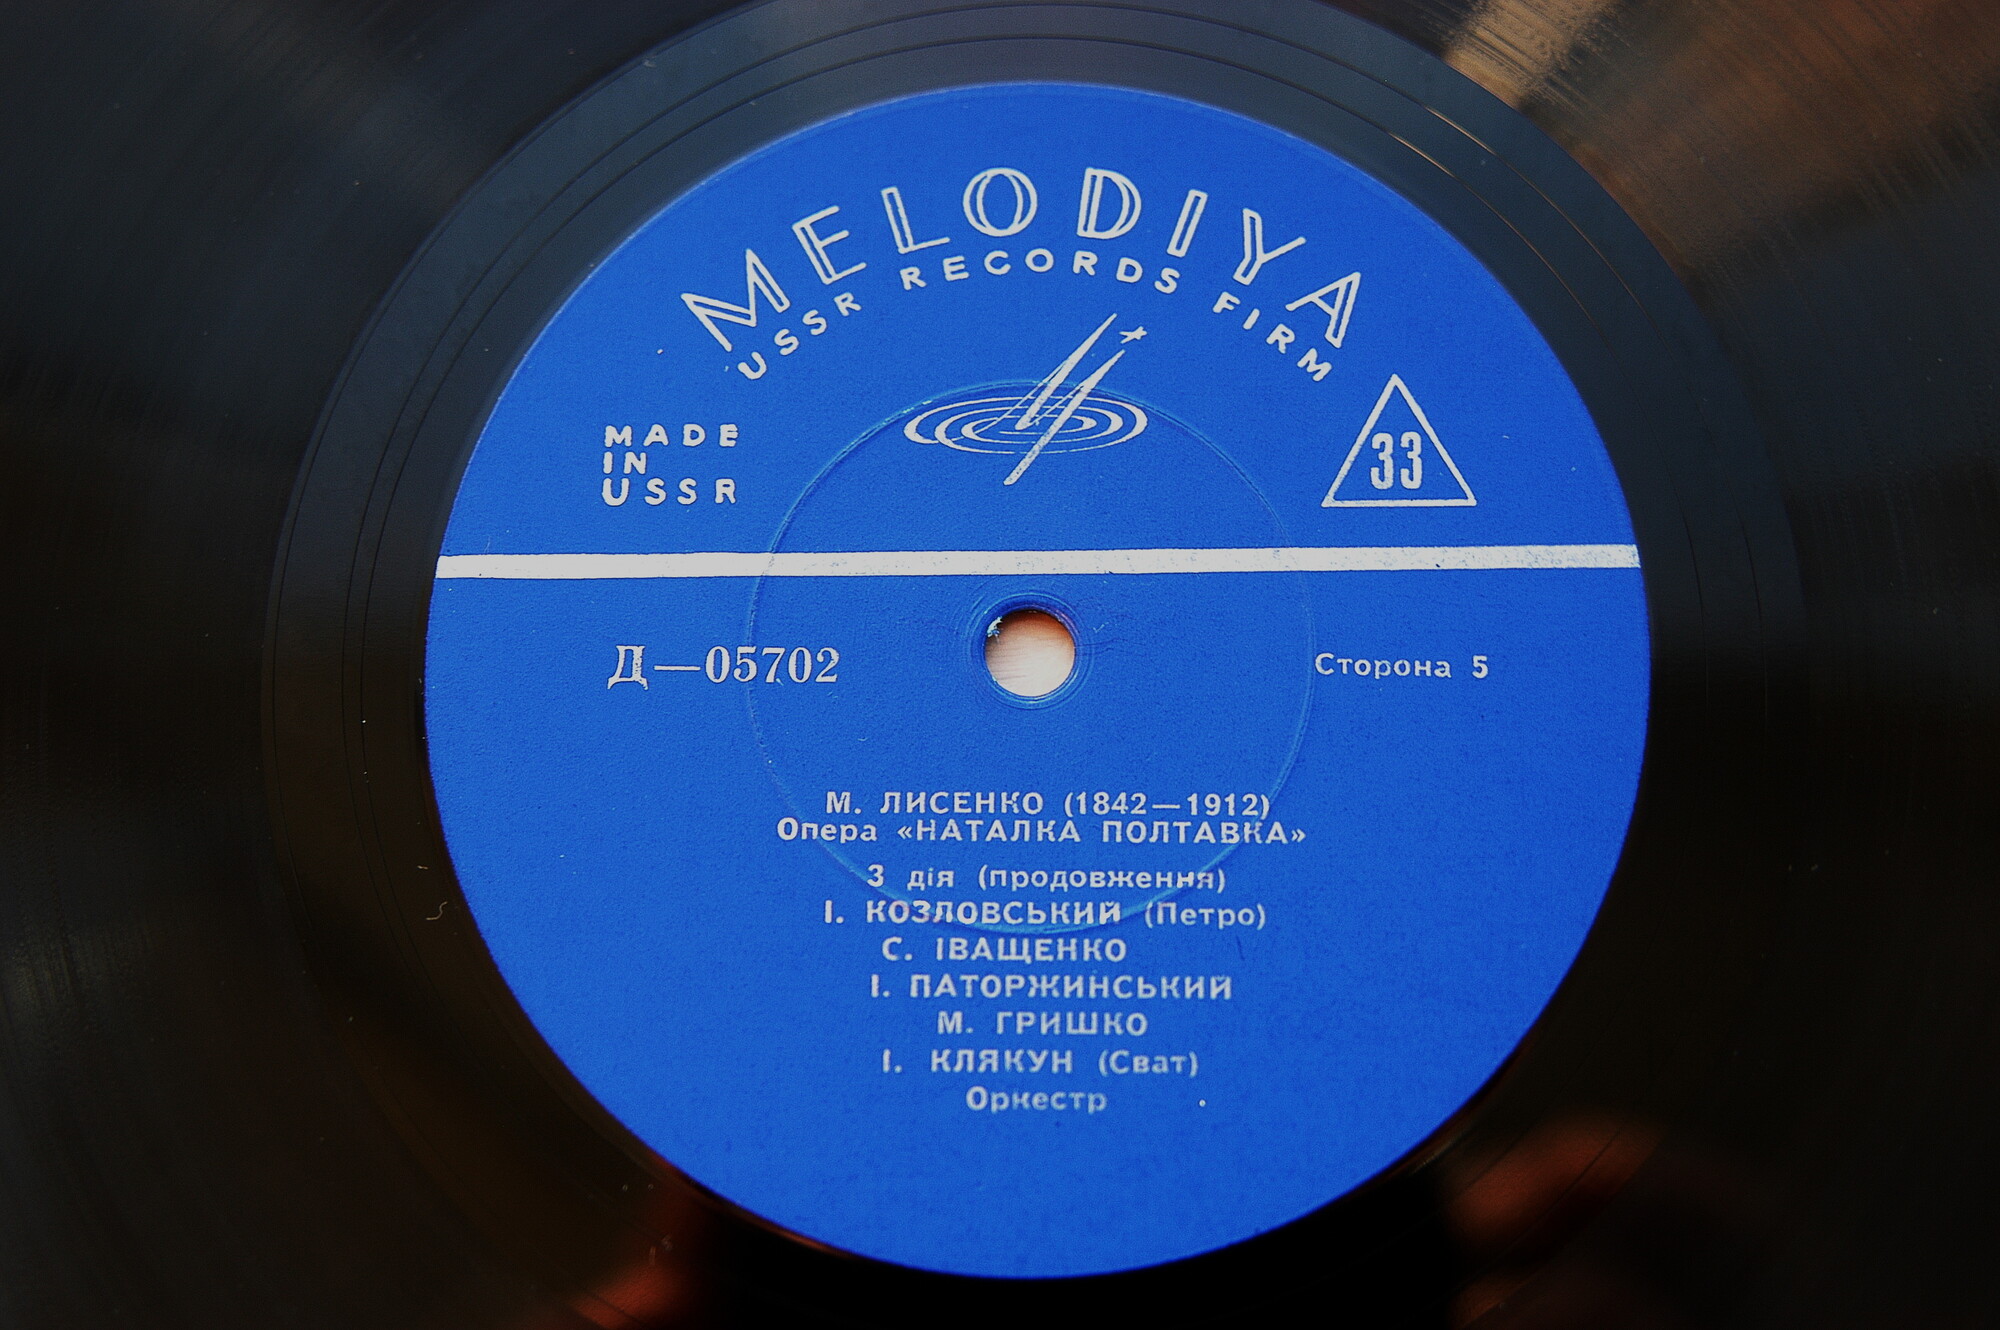 MELODIYA
USSR RECORDS FIRM
MADE
IN
USSR
33
Д—05702
Сторона 5
М. ЛИСЕНКО (1842—1912)
Опера «НАТАЛКА ПОЛТАВКА»
3 дія (продовження)
І. КОЗЛОВСЬКИЙ (Петро)
С. ІВАЩЕНКО
І. ПАТОРЖИНСЬКИЙ
М. ГРИШКО
І. КЛЯКУН (Сват)
Оркестр